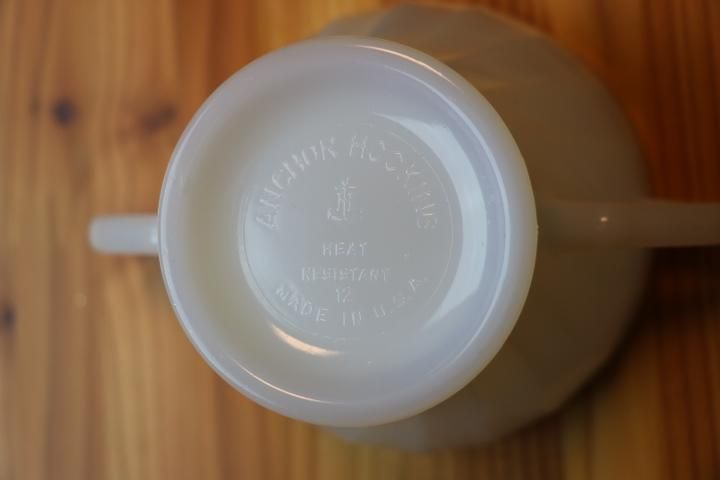 ANCHOR HOCKING
HEAT
RESISTANT
12
MADE IN U.S.A.